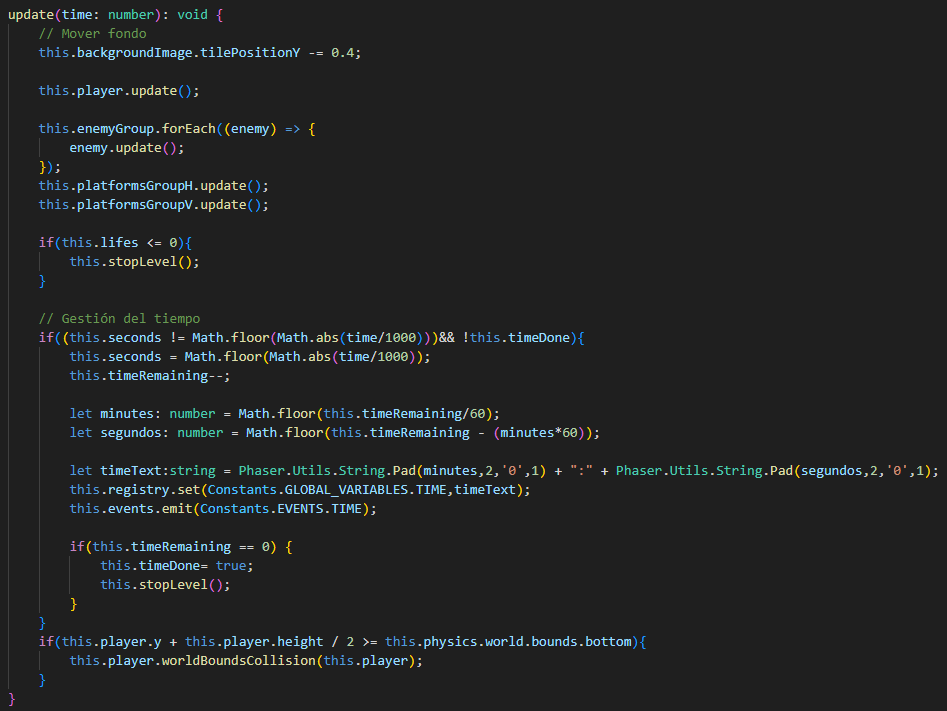 update(time: number): void {
    // Mover fondo
    this.backgroundImage.tilePositionY -= 0.4;

    this.player.update();

    this.enemyGroup.forEach((enemy) => {
        enemy.update();
    });
    this.platformsGroupH.update();
    this.platformsGroupV.update();

    if(this.lifes <= 0){
        this.stopLevel();
    }

    // Gestión del tiempo
    if((this.seconds != Math.floor(Math.abs(time/1000)))&& !this.timeDone){
        this.seconds = Math.floor(Math.abs(time/1000));
        this.timeRemaining--;

        let minutes: number = Math.floor(this.timeRemaining/60);
        let segundos: number = Math.floor(this.timeRemaining - (minutes*60));

        let timeText:string = Phaser.Utils.String.Pad(minutes,2,'0',1) + ":" + Phaser.Utils.String.Pad(segundos,2,'0',1);
        this.registry.set(Constants.GLOBAL_VARIABLES.TIME,timeText);
        this.events.emit(Constants.EVENTS.TIME);

        if(this.timeRemaining == 0) {
            this.timeDone= true;
            this.stopLevel();
        }
    }
    if(this.player.y + this.player.height / 2 >= this.physics.world.bounds.bottom){
        this.player.worldBoundsCollision(this.player);
    }
}